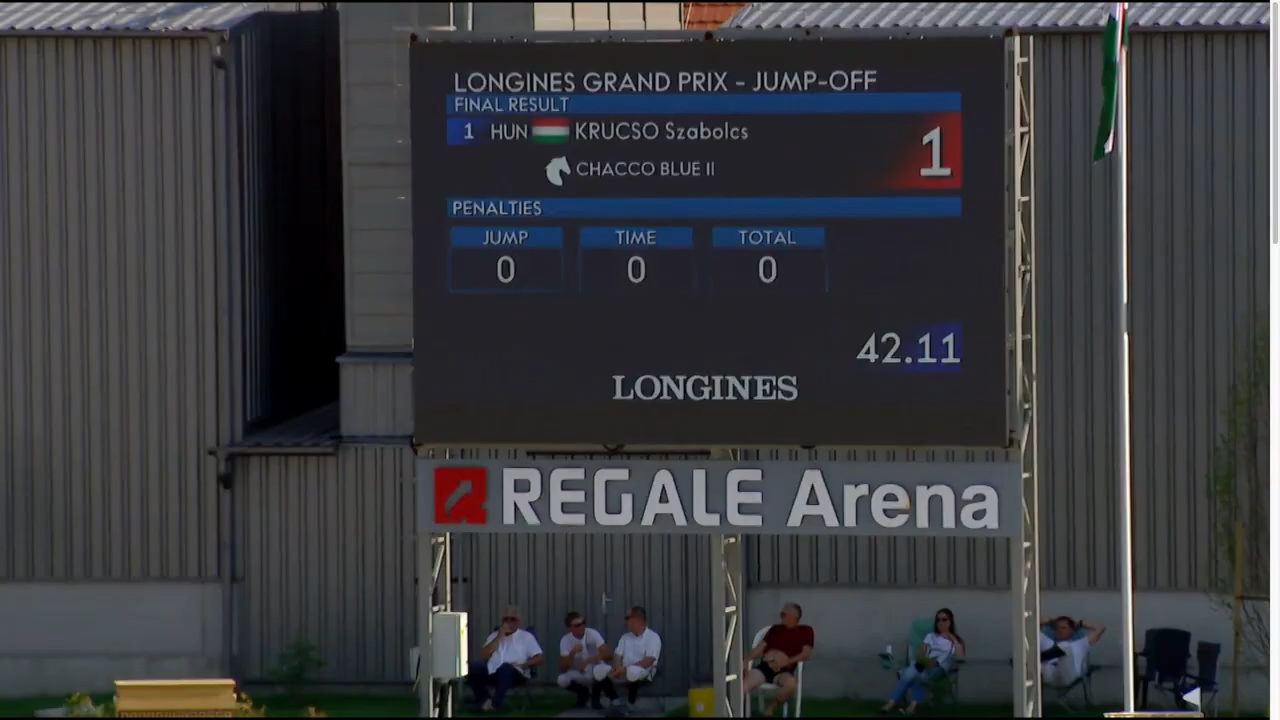 LONGINES GRAND PRIX - JUMP-OFF
FINAL RESULT
1 HUN KRUCSO Szabolcs
1
CHACCO BLUE II
PENALTIES
JUMP TIME TOTAL
0 0 0
42.11
LONGINES
REGALE Arena